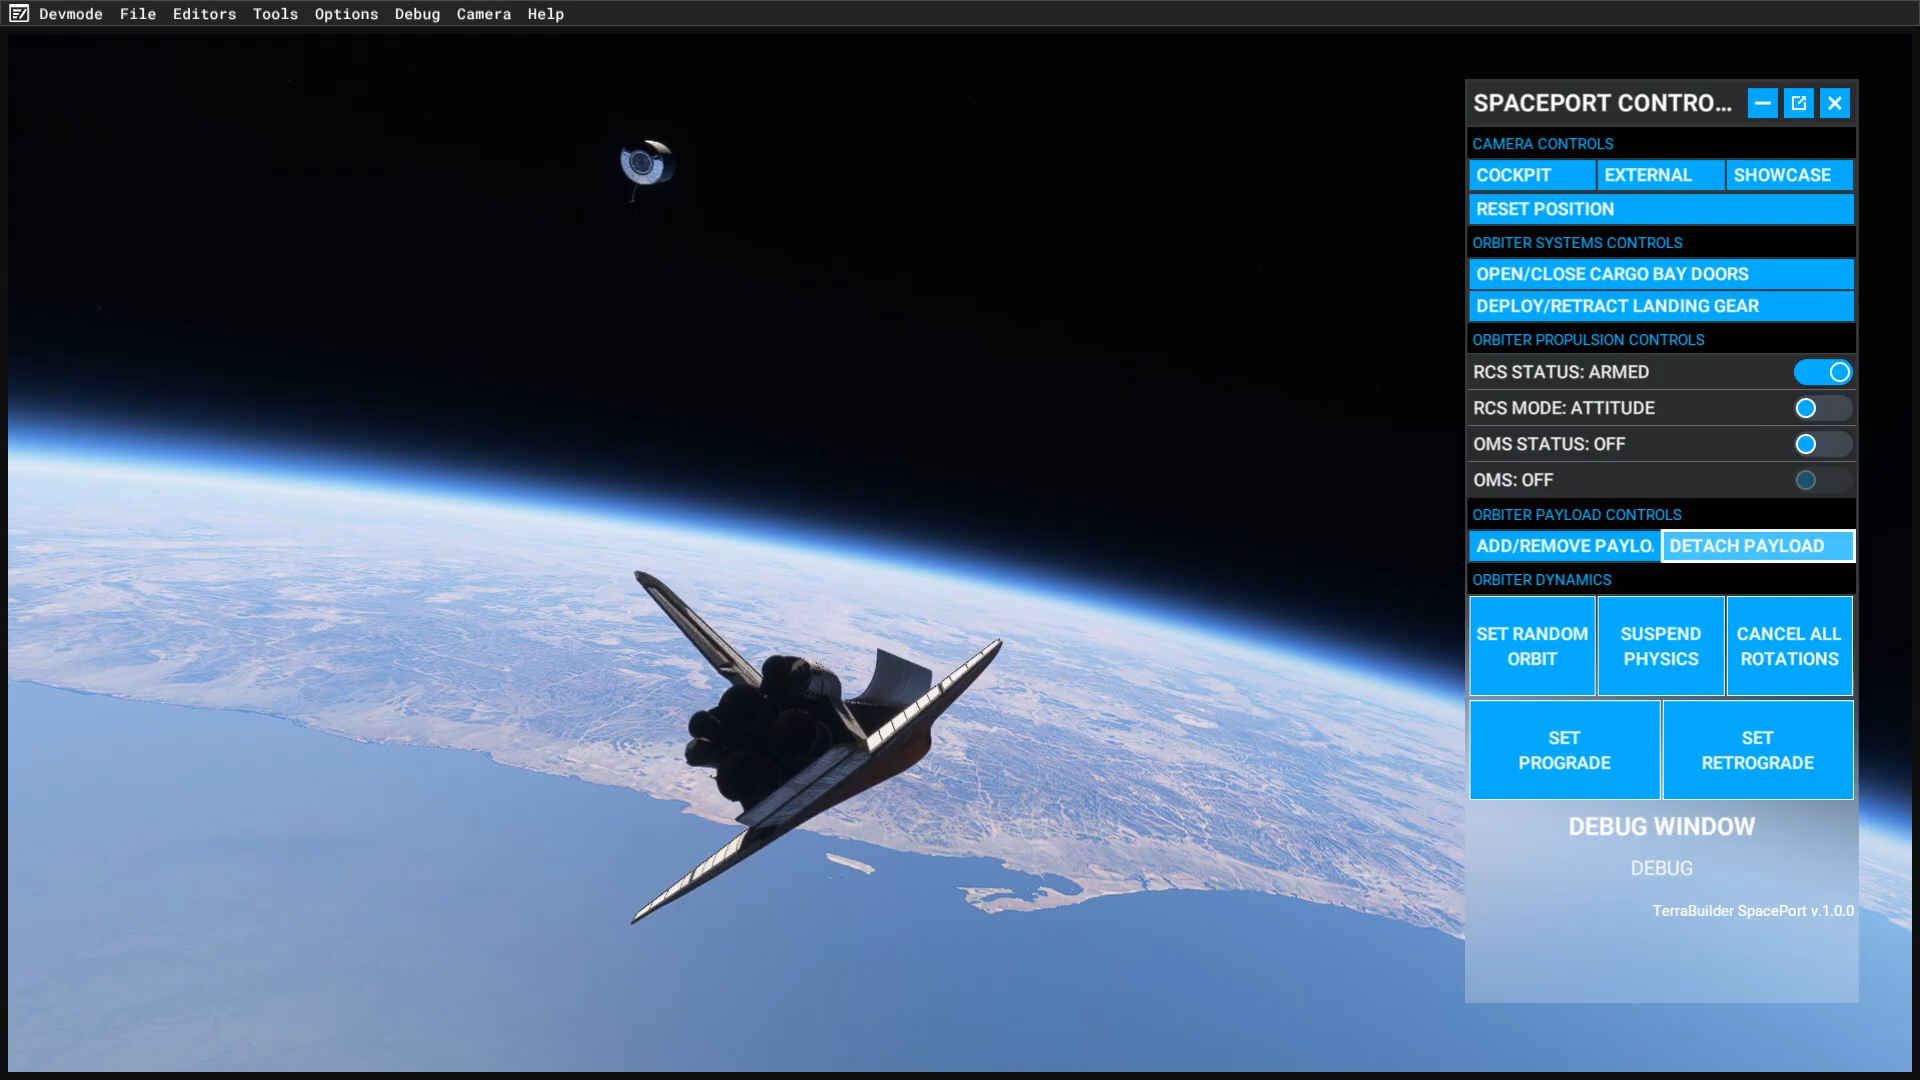 Devmode File Editors Tools Options Debug Camera Help
SPACEPORT CONTRO...
CAMERA CONTROLS
COCKPIT EXTERNAL SHOWCASE
RESET POSITION
ORBITER SYSTEMS CONTROLS
OPEN/CLOSE CARGO BAY DOORS
DEPLOY/RETRACT LANDING GEAR
ORBITER PROPULSION CONTROLS
RCS STATUS: ARMED
RCS MODE: ATTITUDE
OMS STATUS: OFF
OMS: OFF
ORBITER PAYLOAD CONTROLS
ADD/REMOVE PAYLO. DETACH PAYLOAD
ORBITER DYNAMICS
SET RANDOM
ORBIT
SUSPEND
PHYSICS
CANCEL ALL
ROTATIONS
SET
PROGRADE
SET
RETROGRADE
DEBUG WINDOW
DEBUG
TerraBuilder SpacePort v.1.0.0